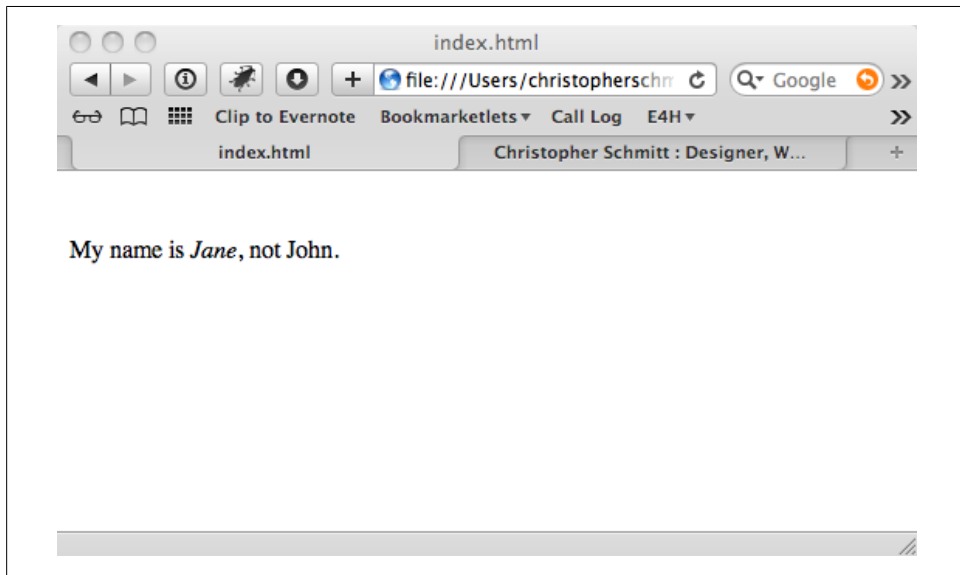 index.html
file:///Users/christopherschm
Google
Clip to Evernote Bookmarketlets Call Log E4H
index.html Christopher Schmitt : Designer, W...
My name is Jane, not John.